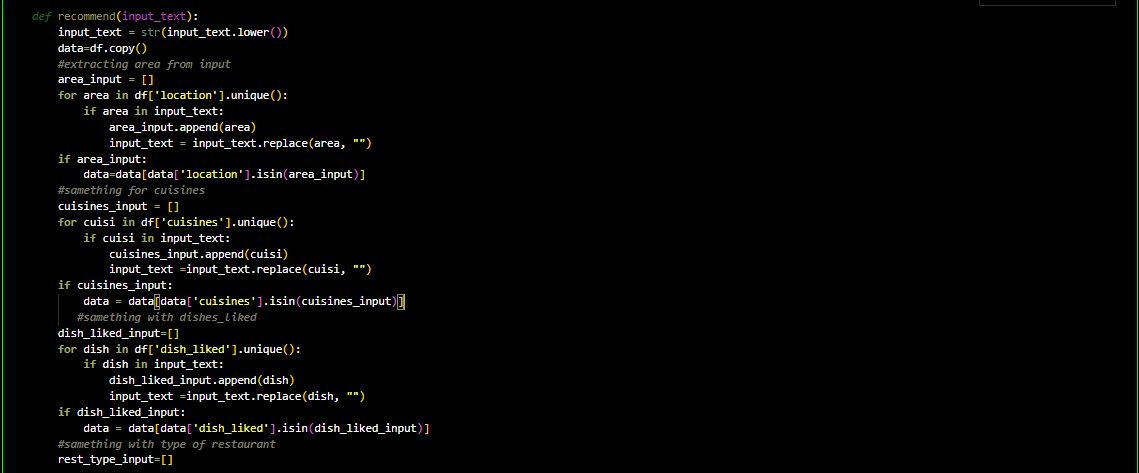 def recommend(input_text):
    input_text = str(input_text.lower())
    data=df.copy()
    #extracting area from input
    area_input = []
    for area in df['location'].unique():
        if area in input_text:
            area_input.append(area)
            input_text = input_text.replace(area, "")
    if area_input:
        data=data[data['location'].isin(area_input)]
    #samething for cuisines
    cuisines_input = []
    for cuisi in df['cuisines'].unique():
        if cuisi in input_text:
            cuisines_input.append(cuisi)
            input_text =input_text.replace(cuisi, "")
    if cuisines_input:
        data = data[data['cuisines'].isin(cuisines_input)]
       #samething with dishes_liked
    dish_liked_input=[]
    for dish in df['dish_liked'].unique():
        if dish in input_text:
            dish_liked_input.append(dish)
            input_text =input_text.replace(dish, "")
    if dish_liked_input:
        data = data[data['dish_liked'].isin(dish_liked_input)]
    #samething with type of restaurant
    rest_type_input=[]